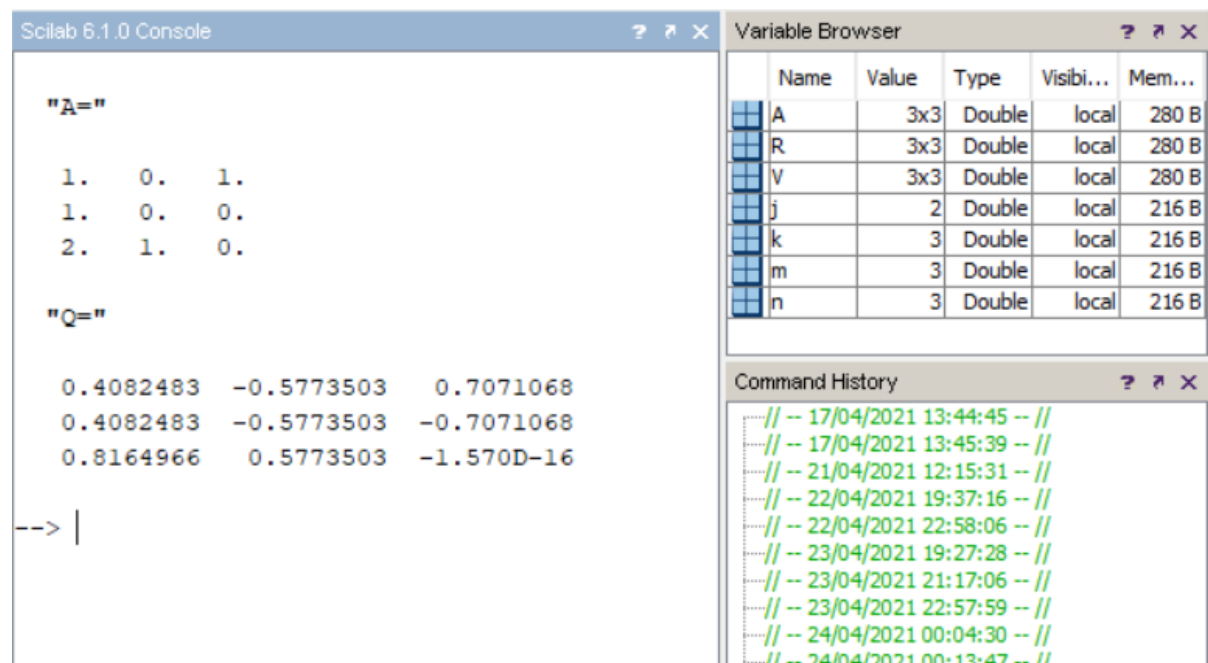 Scilab 6.1.0 Console
"A="
1. 0. 1.
1. 0. 0.
2. 1. 0.
"Q="
0.4082483 -0.5773503 0.7071068
0.4082483 -0.5773503 -0.7071068
0.8164966 0.5773503 -1.570D-16
-->
Variable Browser
Name Value Type Visibi... Mem...
A 3x3 Double local 280 B
R 3x3 Double local 280 B
V 3x3 Double local 280 B
j 2 Double local 216 B
k 3 Double local 216 B
m 3 Double local 216 B
n 3 Double local 216 B
Command History
// -- 17/04/2021 13:44:45 -- //
// -- 17/04/2021 13:45:39 -- //
// -- 21/04/2021 12:15:31 -- //
// -- 22/04/2021 19:37:16 -- //
// -- 22/04/2021 22:58:06 -- //
// -- 23/04/2021 19:27:28 -- //
// -- 23/04/2021 21:17:06 -- //
// -- 23/04/2021 22:57:59 -- //
// -- 24/04/2021 00:04:30 -- //
// -- 24/04/2021 00:13:47 -- //